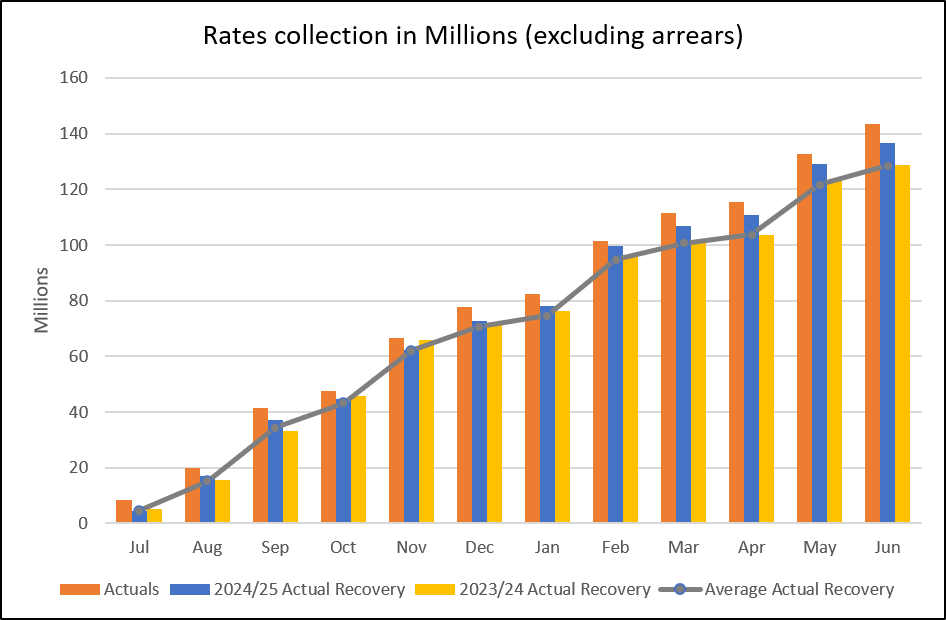 Rates collection in Millions (excluding arrears)
160
140
120
100
80
60
40
20
0
Millions
Jul Aug Sep Oct Nov Dec Jan Feb Mar Apr May Jun
Actuals 2024/25 Actual Recovery 2023/24 Actual Recovery Average Actual Recovery